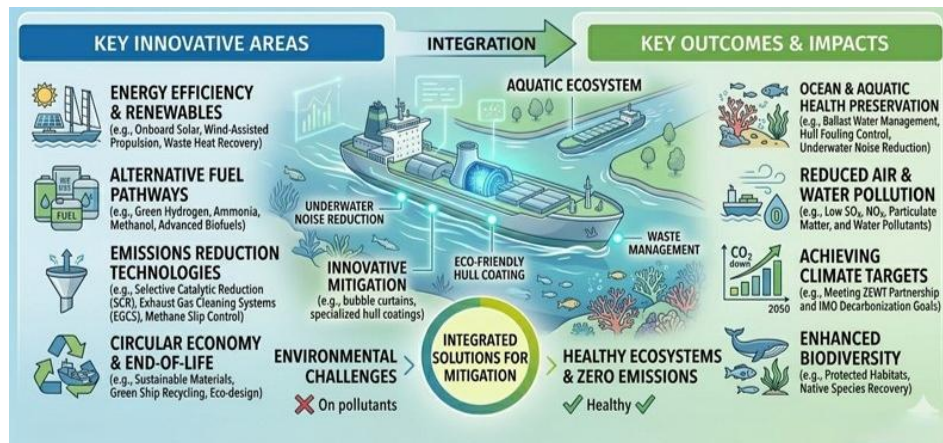 KEY INNOVATIVE AREAS
INTEGRATION
KEY OUTCOMES & IMPACTS
ENERGY EFFICIENCY
& RENEWABLES
(e.g., Onboard Solar, Wind-Assisted
Propulsion, Waste Heat Recovery)
ALTERNATIVE FUEL
PATHWAYS
(e.g., Green Hydrogen, Ammonia,
Methanol, Advanced Biofuels)
FUEL
EMISSIONS REDUCTION
TECHNOLOGIES
(e.g., Selective Catalytic Reduction
(SCR), Exhaust Gas Cleaning Systems
(EGCS), Methane Slip Control)
CIRCULAR ECONOMY
& END-OF-LIFE
(e.g., Sustainable Materials,
Green Ship Recycling, Eco-design)
AQUATIC ECOSYSTEM
UNDERWATER
NOISE REDUCTION
INNOVATIVE
MITIGATION
(e.g., bubble curtains,
specialized hull coatings)
ECO-FRIENDLY
HULL COATING
WASTE
MANAGEMENT
ENVIRONMENTAL
CHALLENGES
On pollutants
INTEGRATED
SOLUTIONS FOR
MITIGATION
HEALTHY ECOSYSTEMS
& ZERO EMISSIONS
Healthy
OCEAN & AQUATIC
HEALTH PRESERVATION
(e.g., Ballast Water Management,
Hull Fouling Control,
Underwater Noise Reduction)
REDUCED AIR &
WATER POLLUTION
(e.g., Low SOₓ, NOₓ, Particulate
Matter, and Water Pollutants)
0
CO₂
down
2050
ACHIEVING
CLIMATE TARGETS
(e.g., Meeting ZEWT Partnership
and IMO Decarbonization Goals)
ENHANCED
BIODIVERSITY
(e.g., Protected Habitats,
Native Species Recovery)